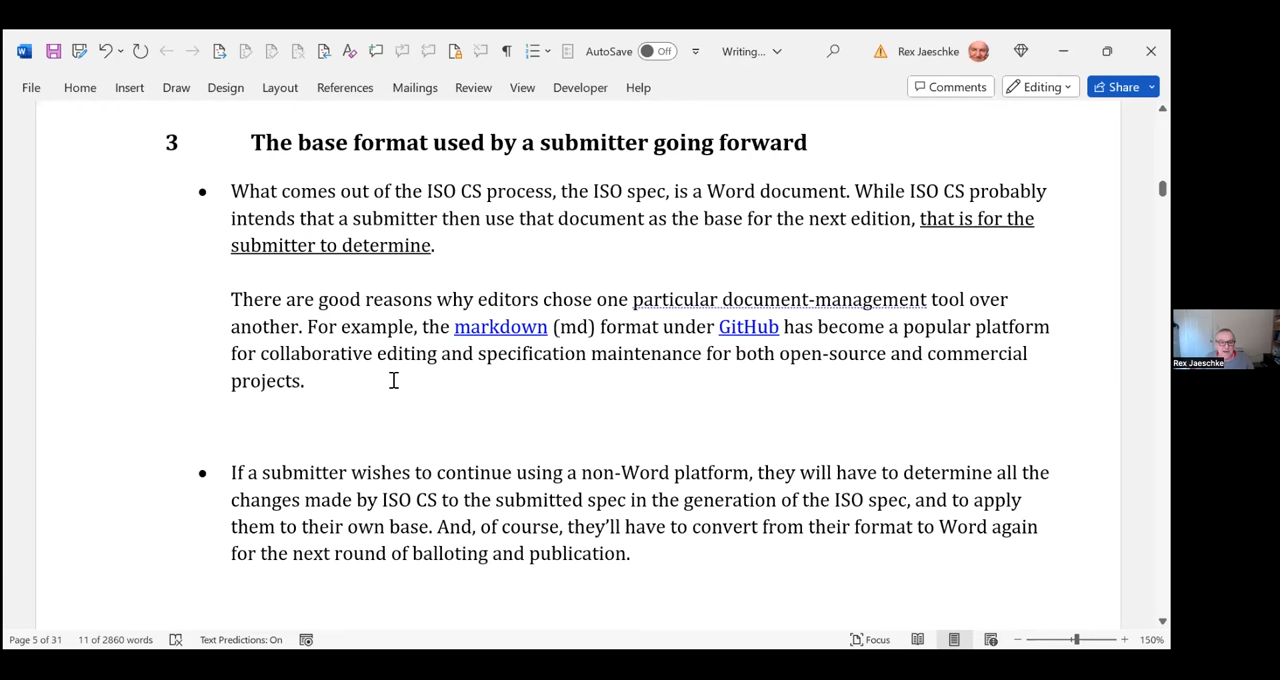 AutoSave Off Writing... Rex Jaeschke
File Home Insert Draw Design Layout References Mailings Review View Developer Help Comments Editing Share
3 The base format used by a submitter going forward
• What comes out of the ISO CS process, the ISO spec, is a Word document. While ISO CS probably
intends that a submitter then use that document as the base for the next edition, that is for the
submitter to determine.
There are good reasons why editors chose one particular document-management tool over
another. For example, the markdown (md) format under GitHub has become a popular platform
for collaborative editing and specification maintenance for both open-source and commercial
projects.
Rex Jaeschke
• If a submitter wishes to continue using a non-Word platform, they will have to determine all the
changes made by ISO CS to the submitted spec in the generation of the ISO spec, and to apply
them to their own base. And, of course, they’ll have to convert from their format to Word again
for the next round of balloting and publication.
Page 5 of 31 11 of 2860 words Text Predictions: On Focus 150%